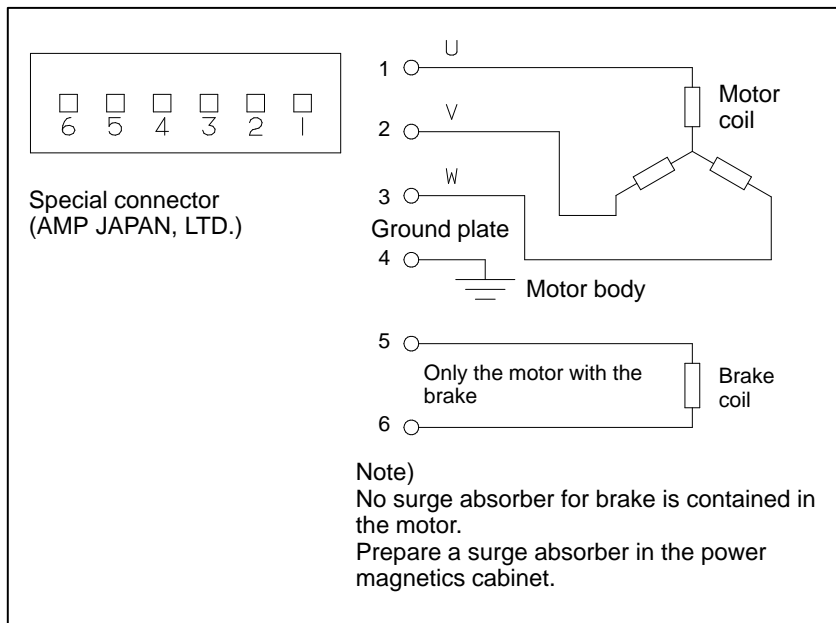 6 5 4 3 2 1
Special connector
(AMP JAPAN, LTD.)
1 U
Motor
coil
2 V
3 W
Ground plate
4
Motor body
5
Only the motor with the
brake
Brake
coil
6
Note)
No surge absorber for brake is contained in
the motor.
Prepare a surge absorber in the power
magnetics cabinet.